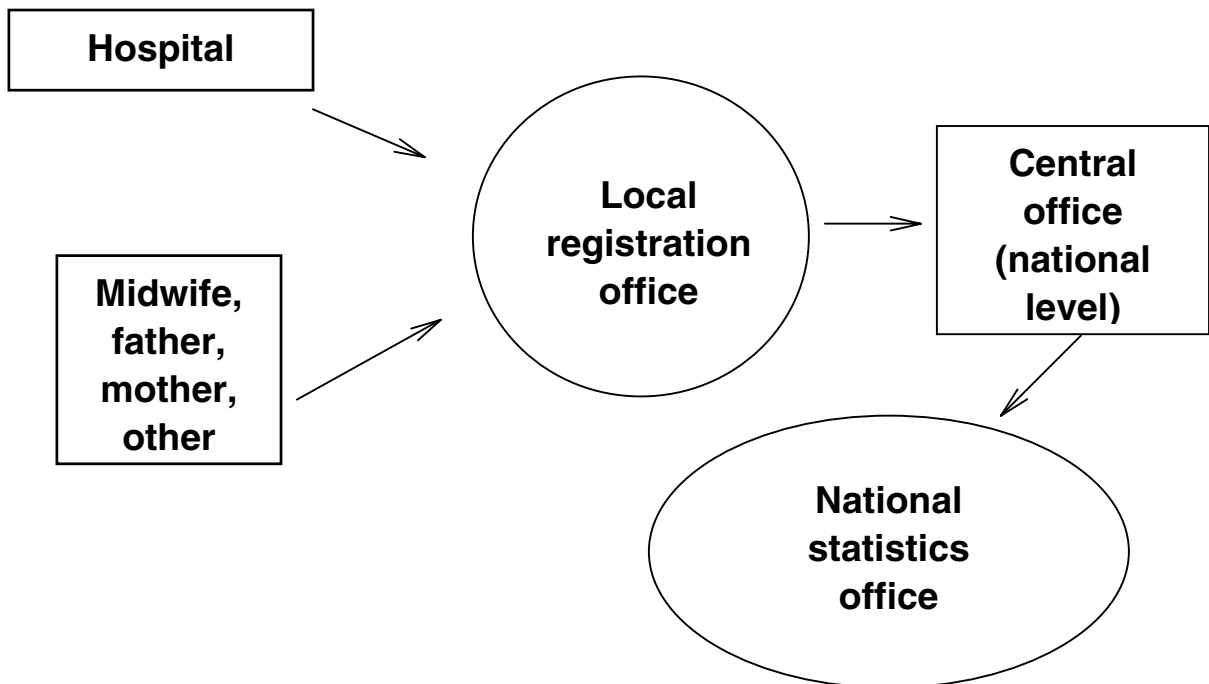 Hospital
Midwife,
father,
mother,
other
Local
registration
office
Central
office
(national
level)
National
statistics
office